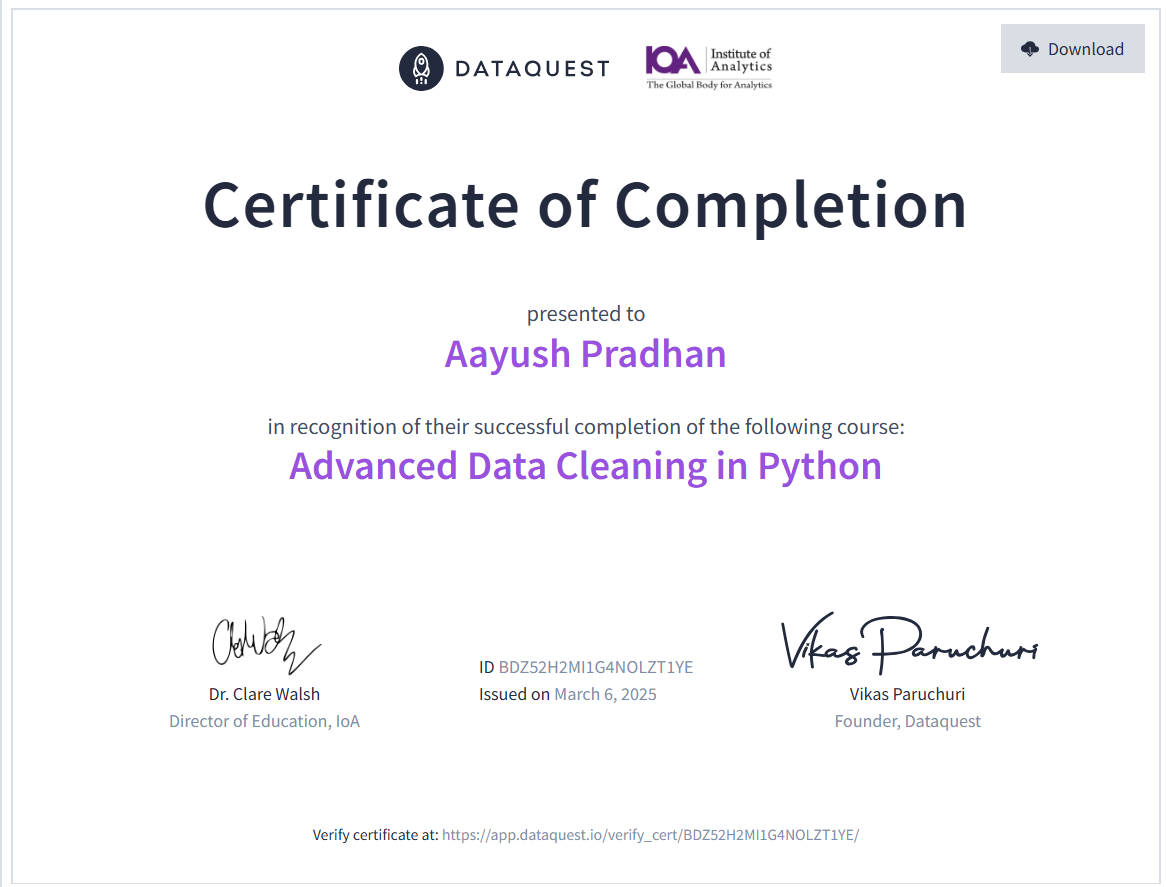 DATAQUEST
IOA Institute of Analytics
The Global Body for Analytics
Download
Certificate of Completion
presented to
Aayush Pradhan
in recognition of their successful completion of the following course:
Advanced Data Cleaning in Python
Vikas Paruchuri
ID BDZ52H2MI1G4NOLZT1YE
Dr. Clare Walsh
Issued on March 6, 2025
Vikas Paruchuri
Director of Education, IoA
Founder, Dataquest
Verify certificate at: https://app.dataquest.io/verify_cert/BDZ52H2MI1G4NOLZT1YE/